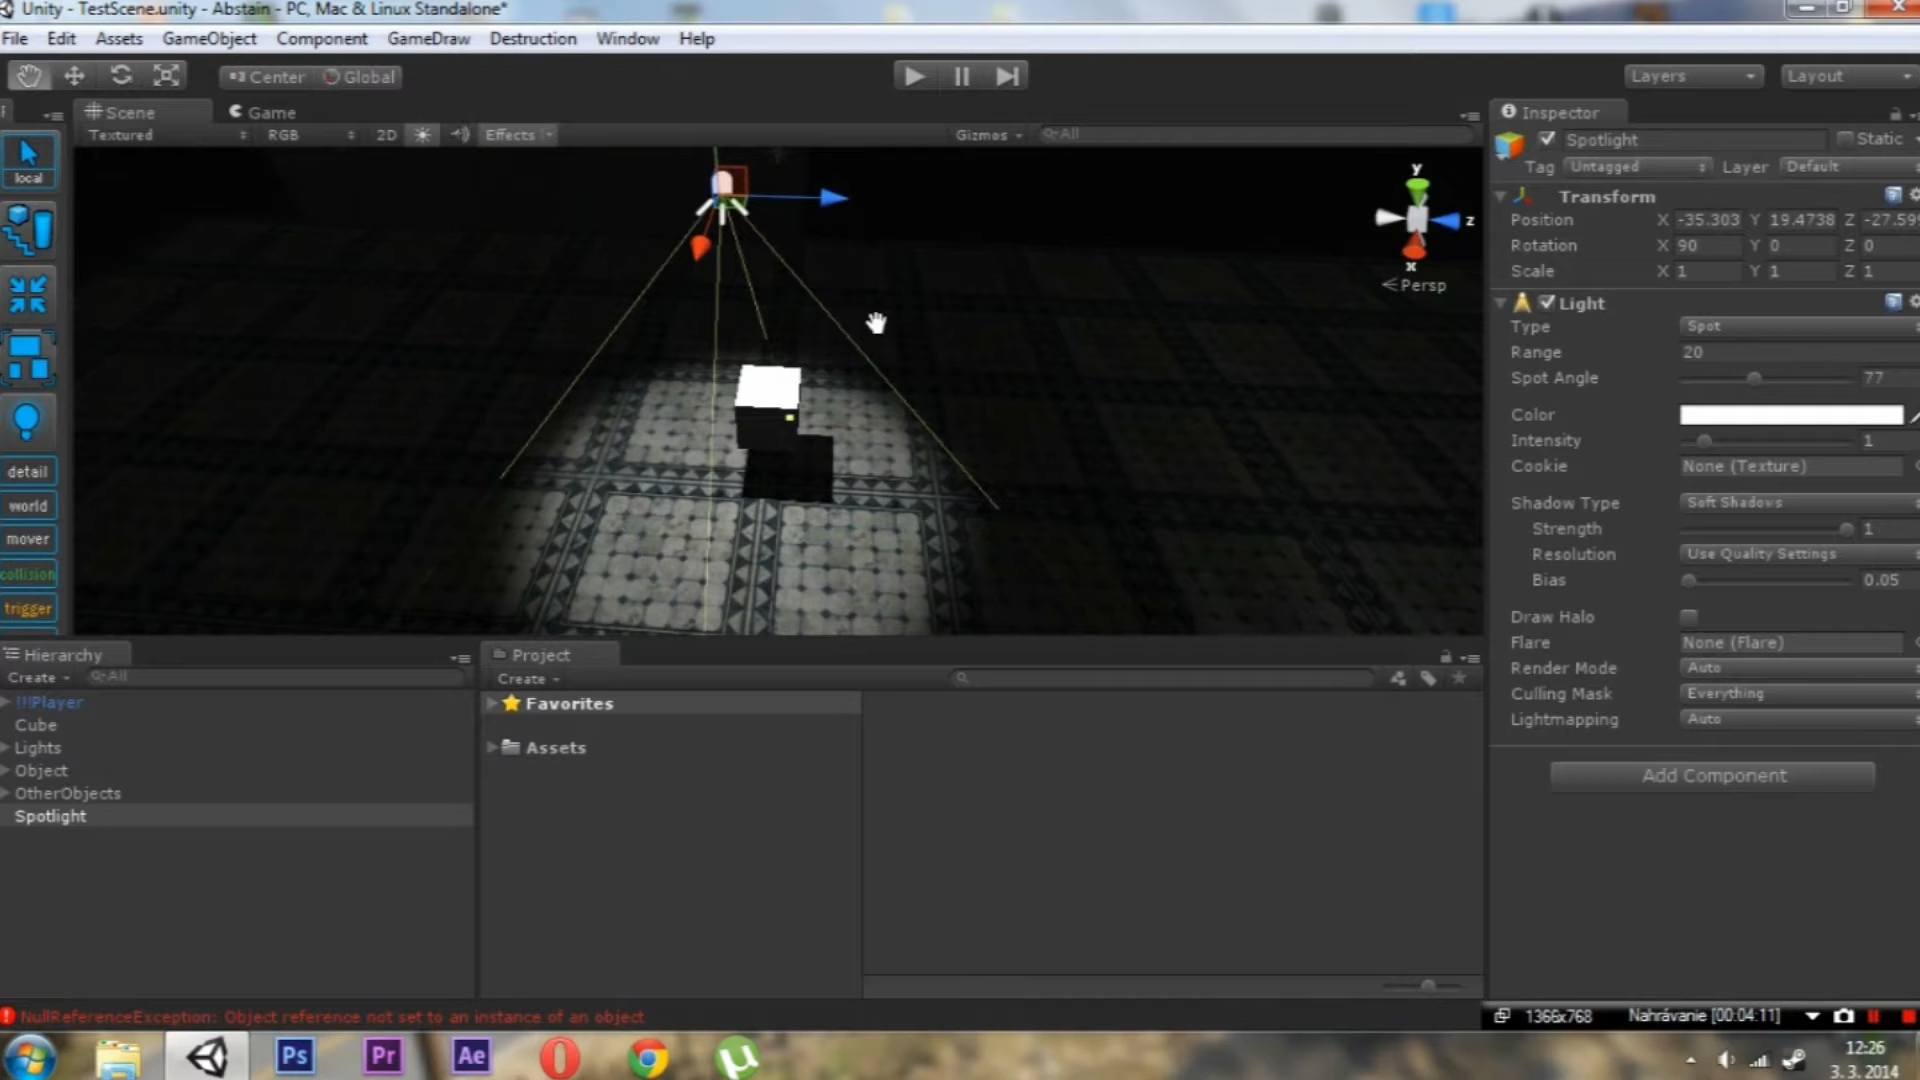 Unity - TestScene.unity - Abstain - PC, Mac & Linux Standalone*
File Edit Assets GameObject Component GameDraw Destruction Window Help
Center Global
Layers Layout
Scene Game
Textured RGB 2D Effects Gizmos All
local
detail
world
mover
collision
trigger
y
z
x
Persp
Inspector
Spotlight Static
Tag Untagged Layer Default
Transform
Position X -35.303 Y 19.4738 Z -27.599
Rotation X 90 Y 0 Z 0
Scale X 1 Y 1 Z 1
Light
Type Spot
Range 20
Spot Angle 77
Color
Intensity 1
Cookie None (Texture)
Shadow Type Soft Shadows
Strength 1
Resolution Use Quality Settings
Bias 0.05
Draw Halo
Flare None (Flare)
Render Mode Auto
Culling Mask Everything
Lightmapping Auto
Add Component
Hierarchy
Create All
!!!Player
Cube
Lights
Object
OtherObjects
Spotlight
Project
Create
Favorites
Assets
NullReferenceException: Object reference not set to an instance of an object
1366x768 Nahrávanie [00:04:11]
Ps Pr Ae
12:26
3. 3. 2014